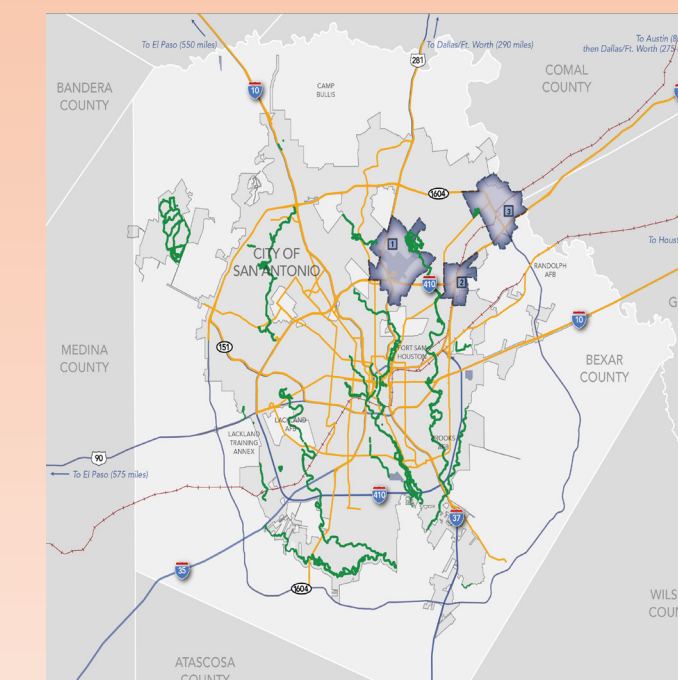 To El Paso (550 miles)
To Dallas/Ft. Worth (290 miles)
To Austin (8
then Dallas/Ft. Worth (275
281
BANDERA
COUNTY
CAMP
BULLIS
COMAL
COUNTY
10
1604
3
1
CITY OF
SAN ANTONIO
To Houst
RANDOLPH
AFB
2
410
G
10
151
FORT SAM
HOUSTON
MEDINA
COUNTY
BEXAR
COUNTY
LACKLAND
AFB
LACKLAND
TRAINING
ANNEX
BROOKS
90
To El Paso (575 miles)
410
37
35
1604
WILS
COUN
ATASCOSA
COUNTY